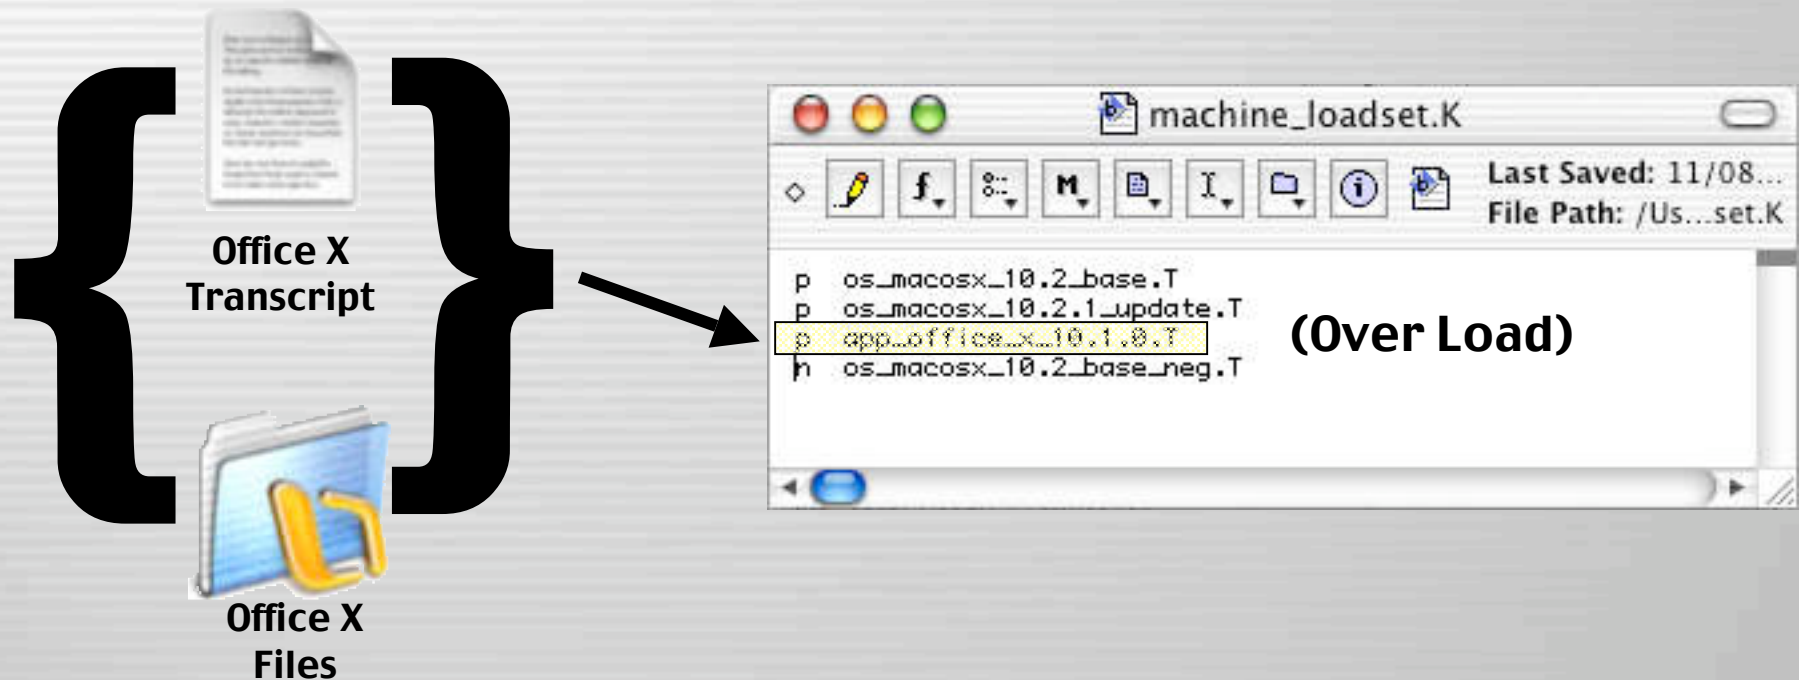 Office X
Transcript
Office X
Files
machine_loadset.K
M
Last Saved: 11/08...
File Path: /Us...set.K
p os_macosx_10.2_base.T
p os_macosx_10.2.1_update.T
p app_office_x_10.1.0.T
n os_macosx_10.2_base_neg.T
(Over Load)